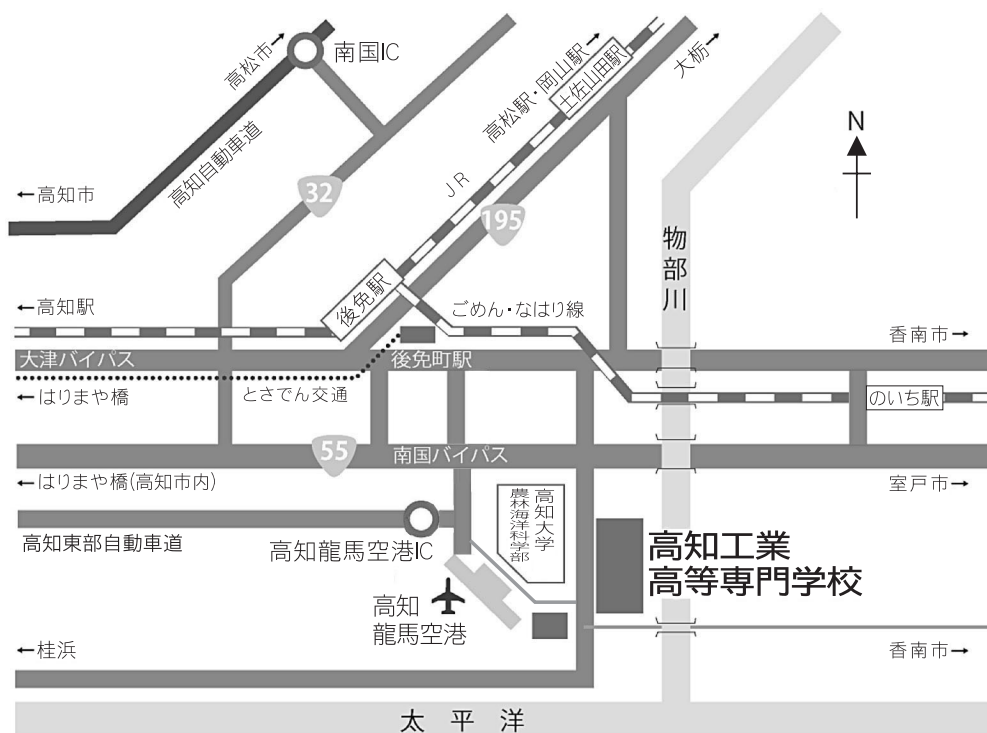 高松市→
南国IC
高知自動車道
←高知市
32
高松駅・岡山駅→
土佐山田駅
大栃→
N
JR
195
物部川
←高知駅
後免駅
ごめん・なはり線
香南市→
大津バイパス
後免町駅
←はりまや橋
とさでん交通
のいち駅
55
南国バイパス
←はりまや橋(高知市内)
室戸市→
高知東部自動車道
高知龍馬空港IC
高知大学
農林海洋科学部
高知工業
高等専門学校
高知
龍馬空港
←桂浜
香南市→
太平洋